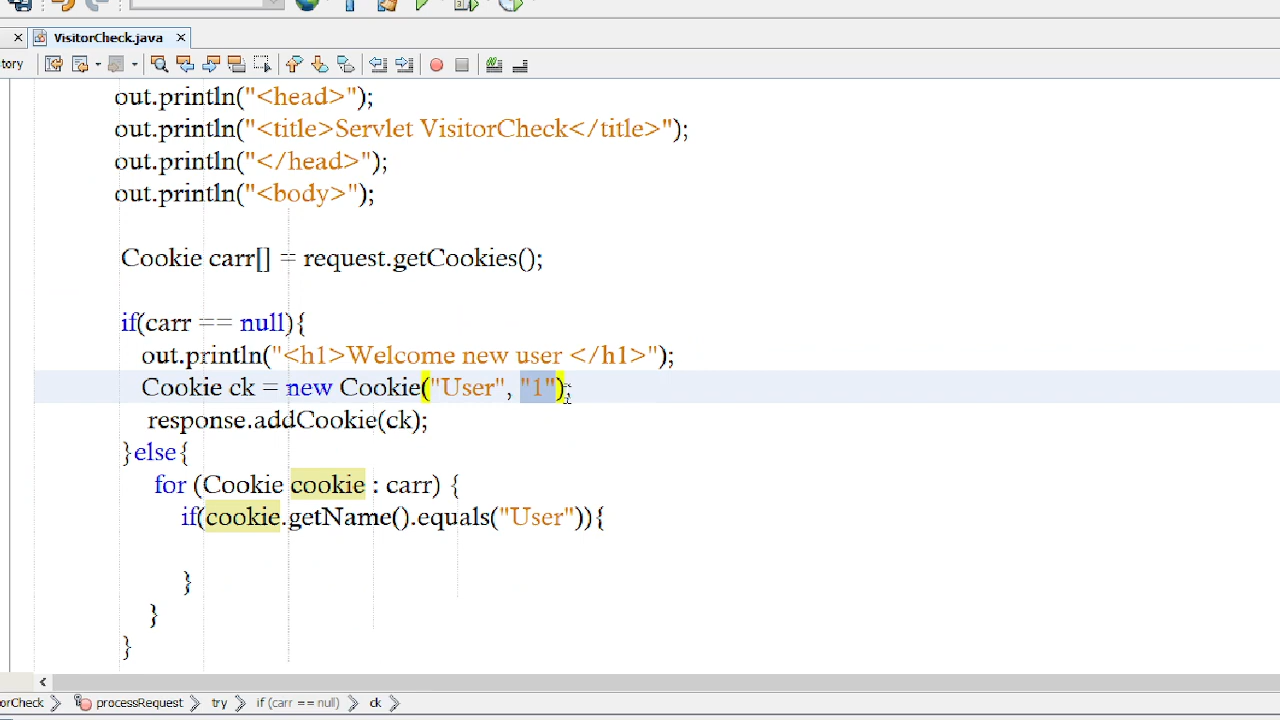 VisitorCheck.java
tory
out.println("<head>");
out.println("<title>Servlet VisitorCheck</title>");
out.println("</head>");
out.println("<body>");
Cookie carr[] = request.getCookies();
if(carr == null){
out.println("<h1>Welcome new user </h1>");
Cookie ck = new Cookie("User", "1");
response.addCookie(ck);
}else{
for (Cookie cookie : carr) {
if(cookie.getName().equals("User")){
}
}
}
orCheck processRequest try if (carr == null) ck